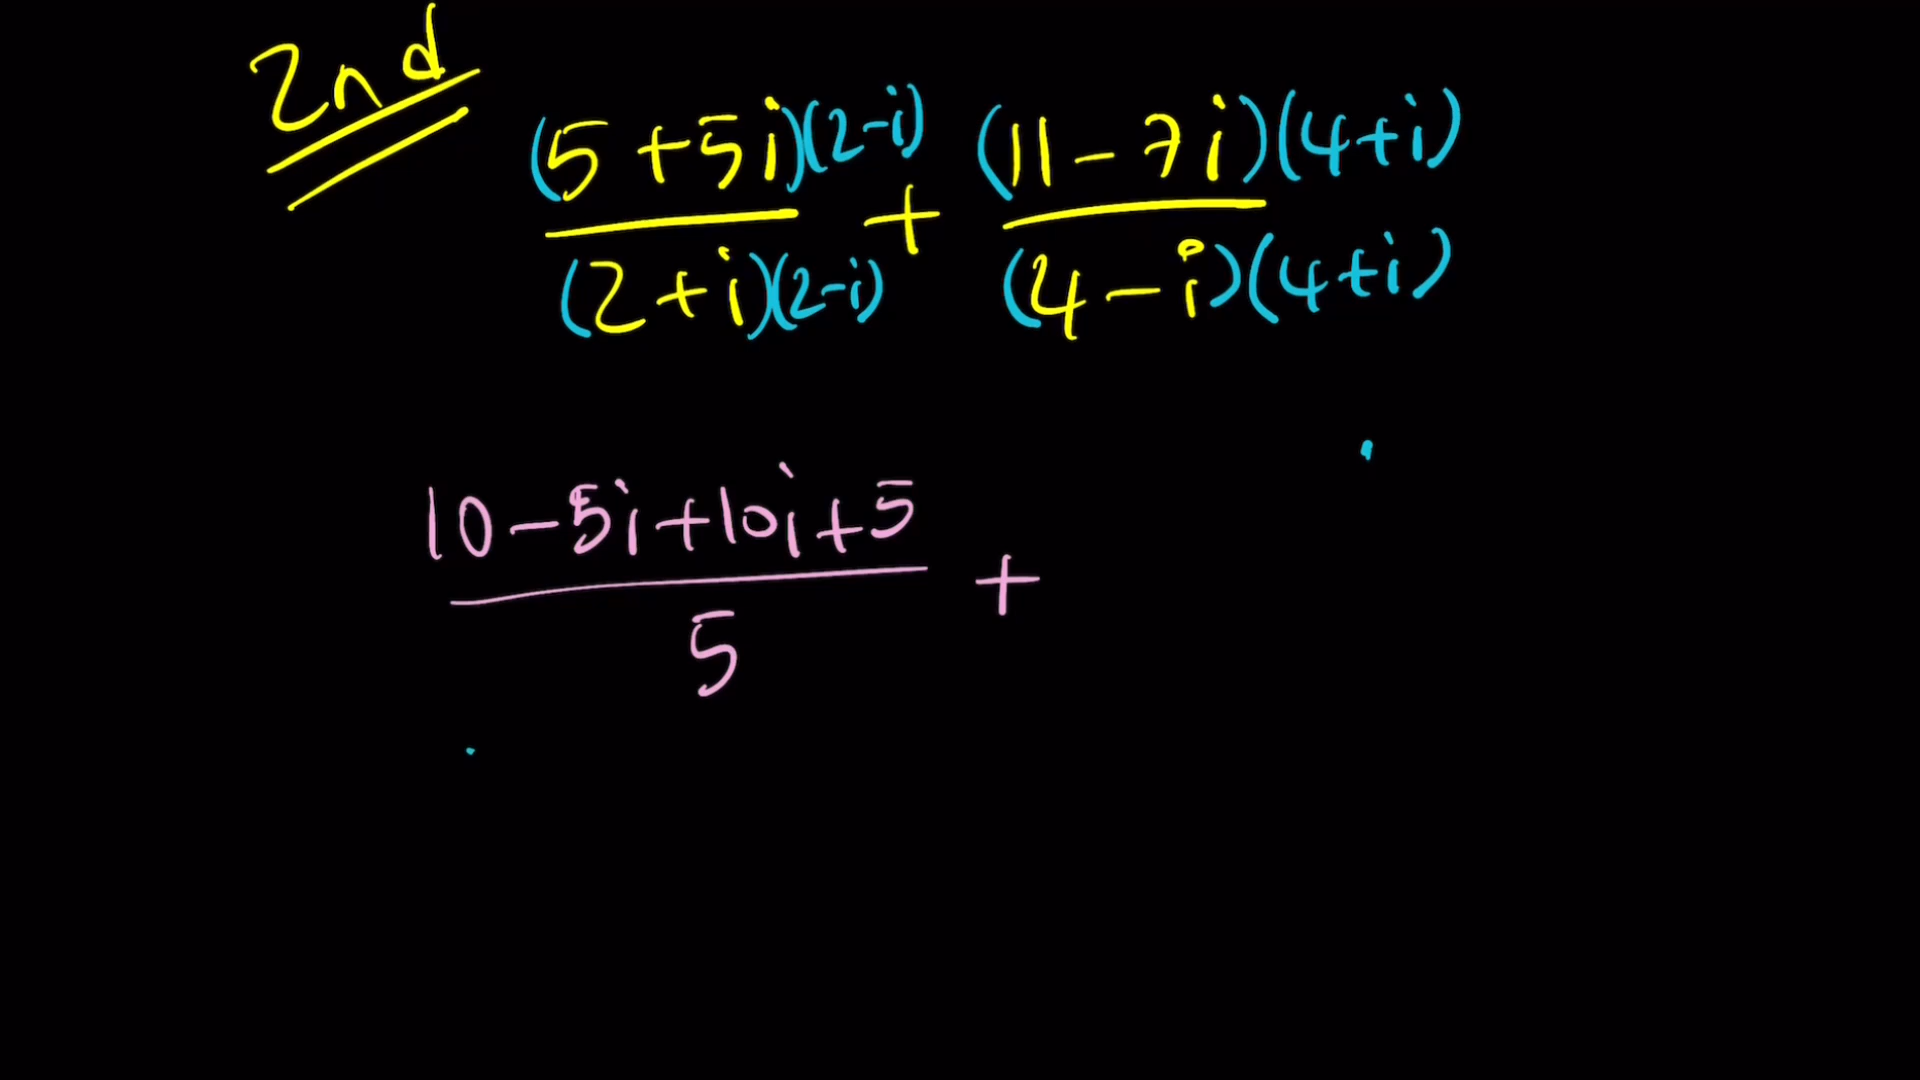 2nd
(5+5i)(2-i) + (11-7i)(4+i)
(2+i)(2-i) (4-i)(4+i)
10-5i+10i+5 +
5